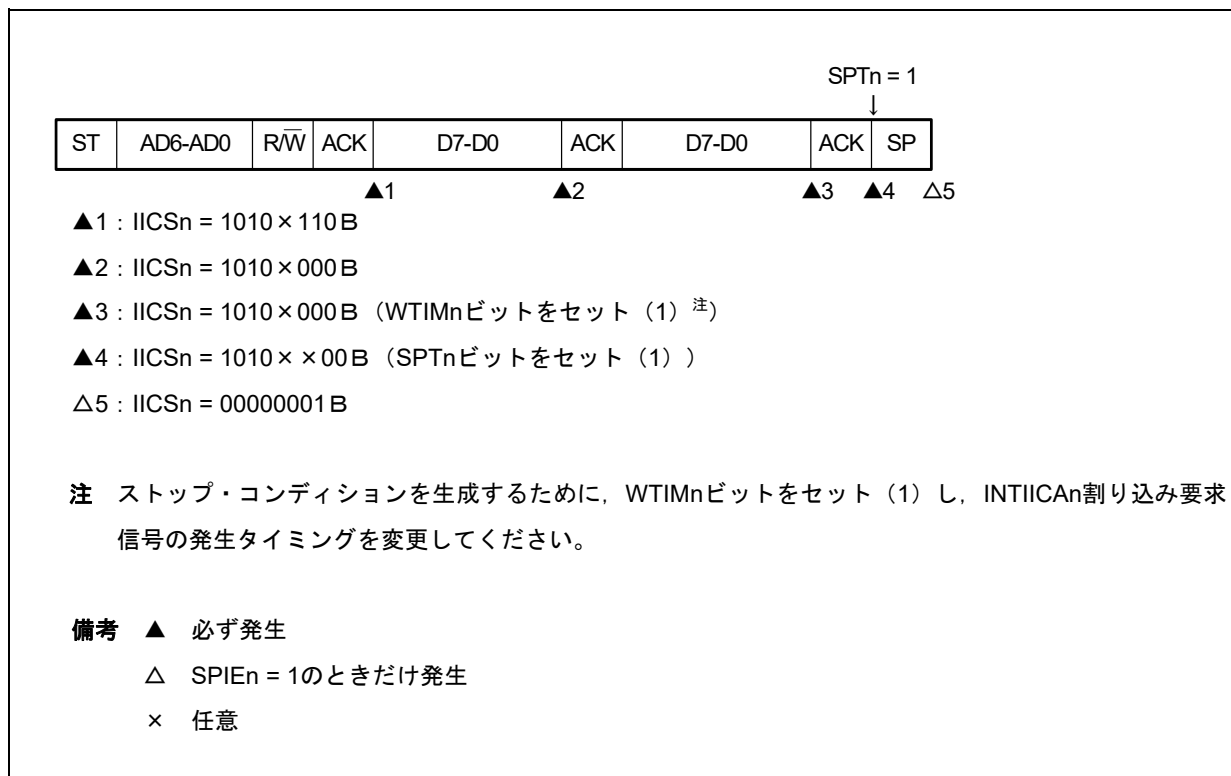 SPTn = 1
↓
ST AD6-AD0 R/W̅ ACK D7-D0 ACK D7-D0 ACK SP
▲1 ▲2 ▲3 ▲4 △5
▲1：IICSn = 1010×110B
▲2：IICSn = 1010×000B
▲3：IICSn = 1010×000B（WTIMnビットをセット（1）注）
▲4：IICSn = 1010××00B（SPTnビットをセット（1））
△5：IICSn = 00000001B
注 ストップ・コンディションを生成するために，WTIMnビットをセット（1）し，INTIICAn割り込み要求
信号の発生タイミングを変更してください。
備考 ▲ 必ず発生
△ SPIEn = 1のときだけ発生
× 任意